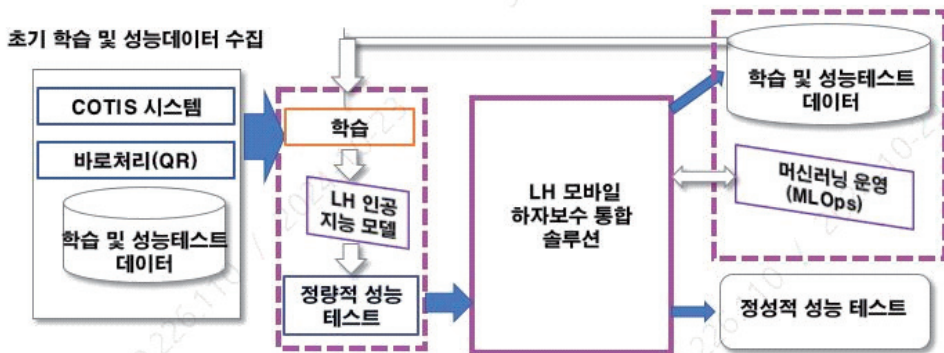 초기 학습 및 성능데이터 수집
COTIS 시스템
바로처리(QR)
학습 및 성능테스트
데이터
학습
LH 인공
지능 모델
정량적 성능
테스트
LH 모바일
하자보수 통합
솔루션
학습 및 성능테스트
데이터
머신러닝 운영
(MLOps)
정성적 성능 테스트